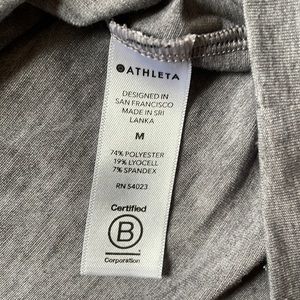 ATHLETA
DESIGNED IN
SAN FRANCISCO
MADE IN SRI
LANKA
M
74% POLYESTER
19% LYOCELL
7% SPANDEX
RN 54023
Certified
B
Corporation